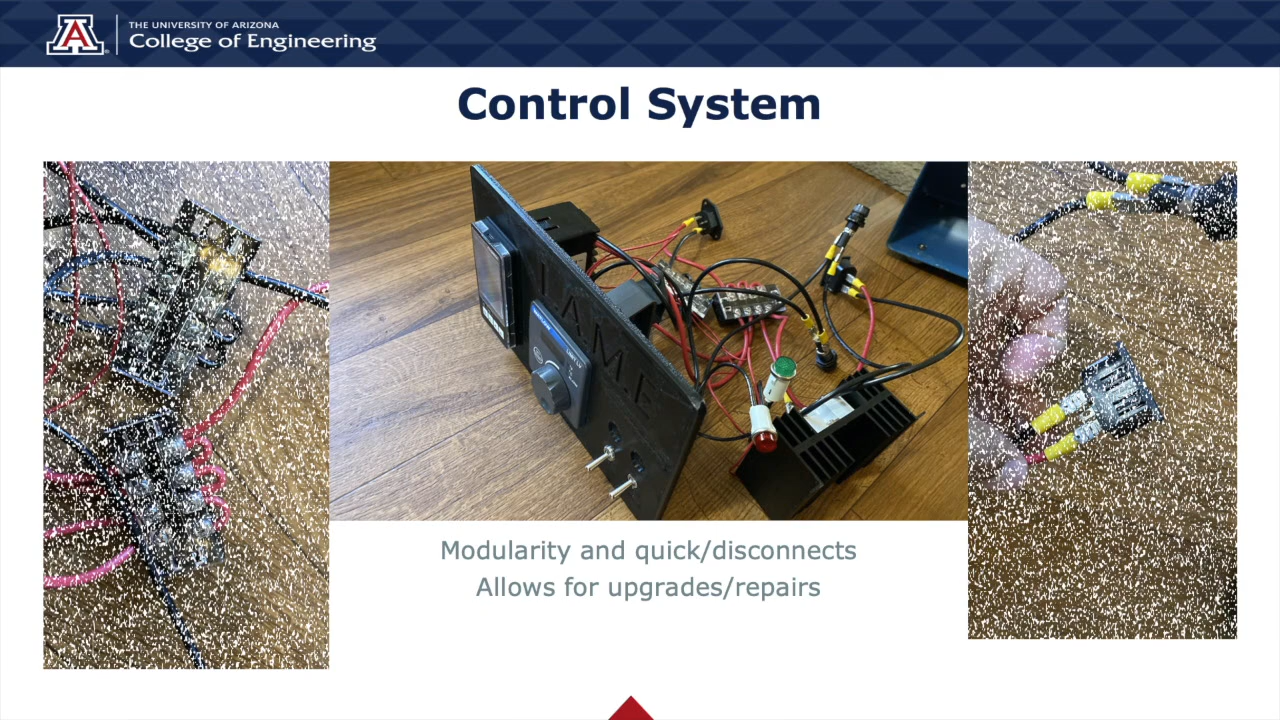 THE UNIVERSITY OF ARIZONA
College of Engineering
Control System
L.A.M.E
Modularity and quick/disconnects
Allows for upgrades/repairs